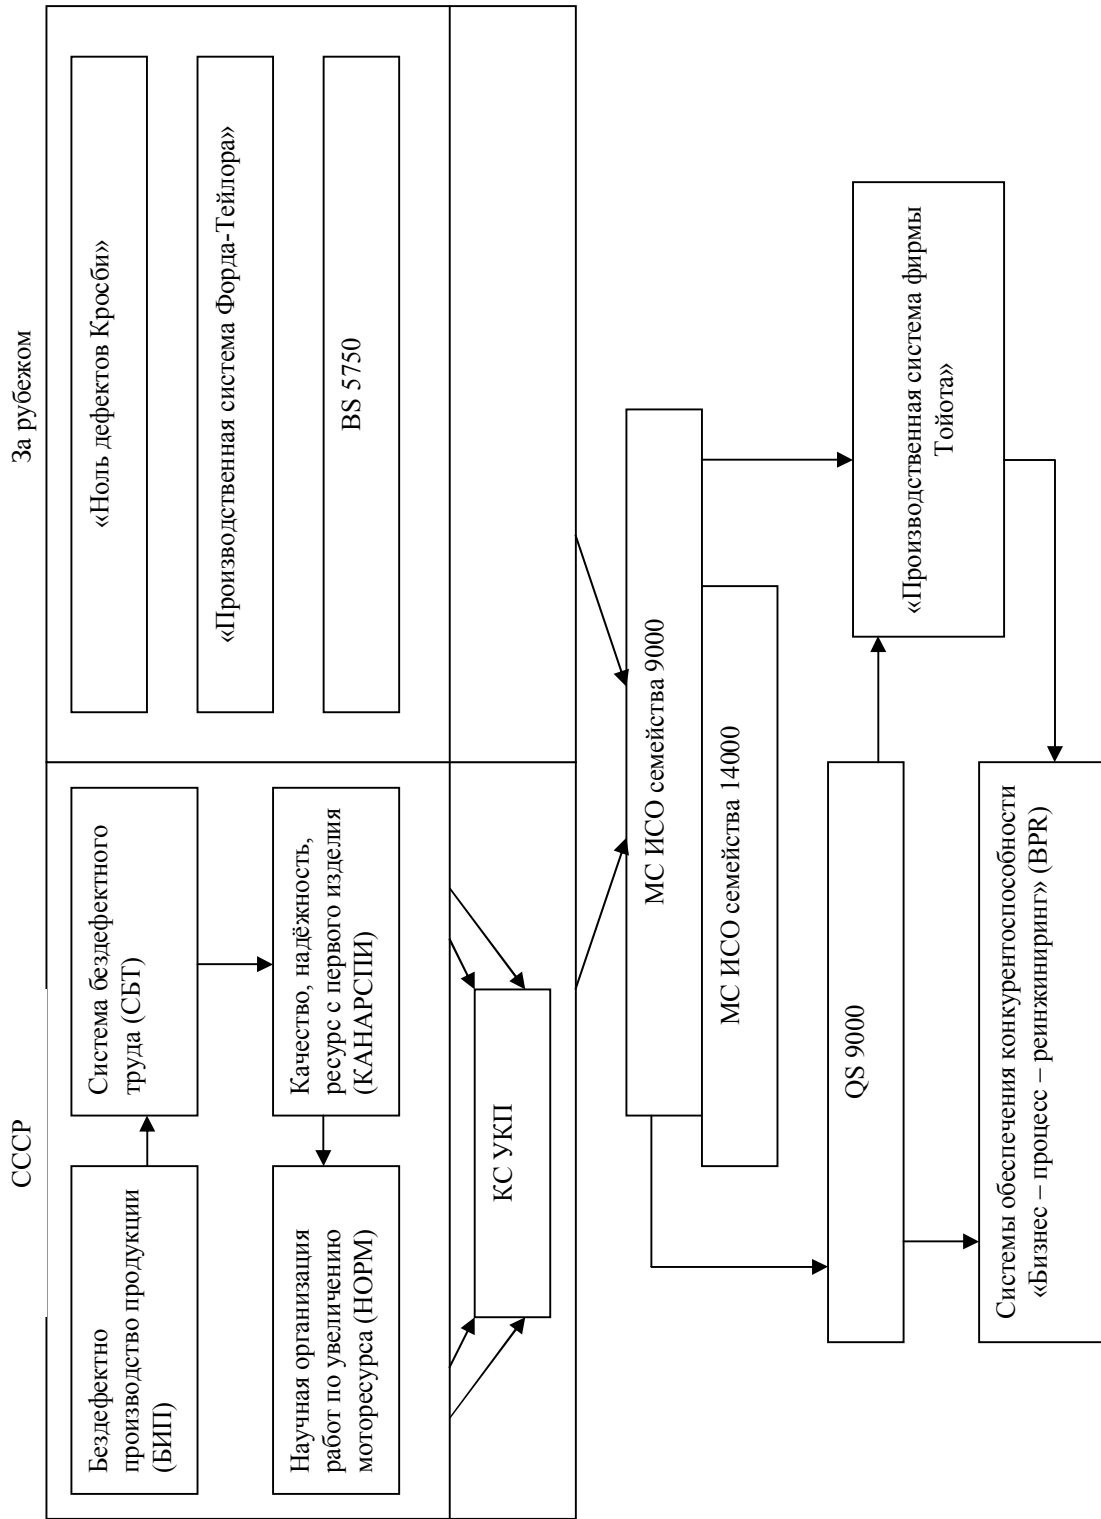 СССР
За рубежом
Бездефектно
производство продукции
(БИП)
Система бездефектного
труда (СБТ)
«Ноль дефектов Кросби»
«Производственная система Форда-Тейлора»
Научная организация
работ по увеличению
моторесурса (НОРМ)
Качество, надёжность,
ресурс с первого изделия
(КАНАРСПИ)
BS 5750
КС УКП
МС ИСО семейства 9000
МС ИСО семейства 14000
QS 9000
«Производственная система фирмы
Тойота»
Системы обеспечения конкурентоспособности
«Бизнес – процесс – реинжиниринг» (BPR)